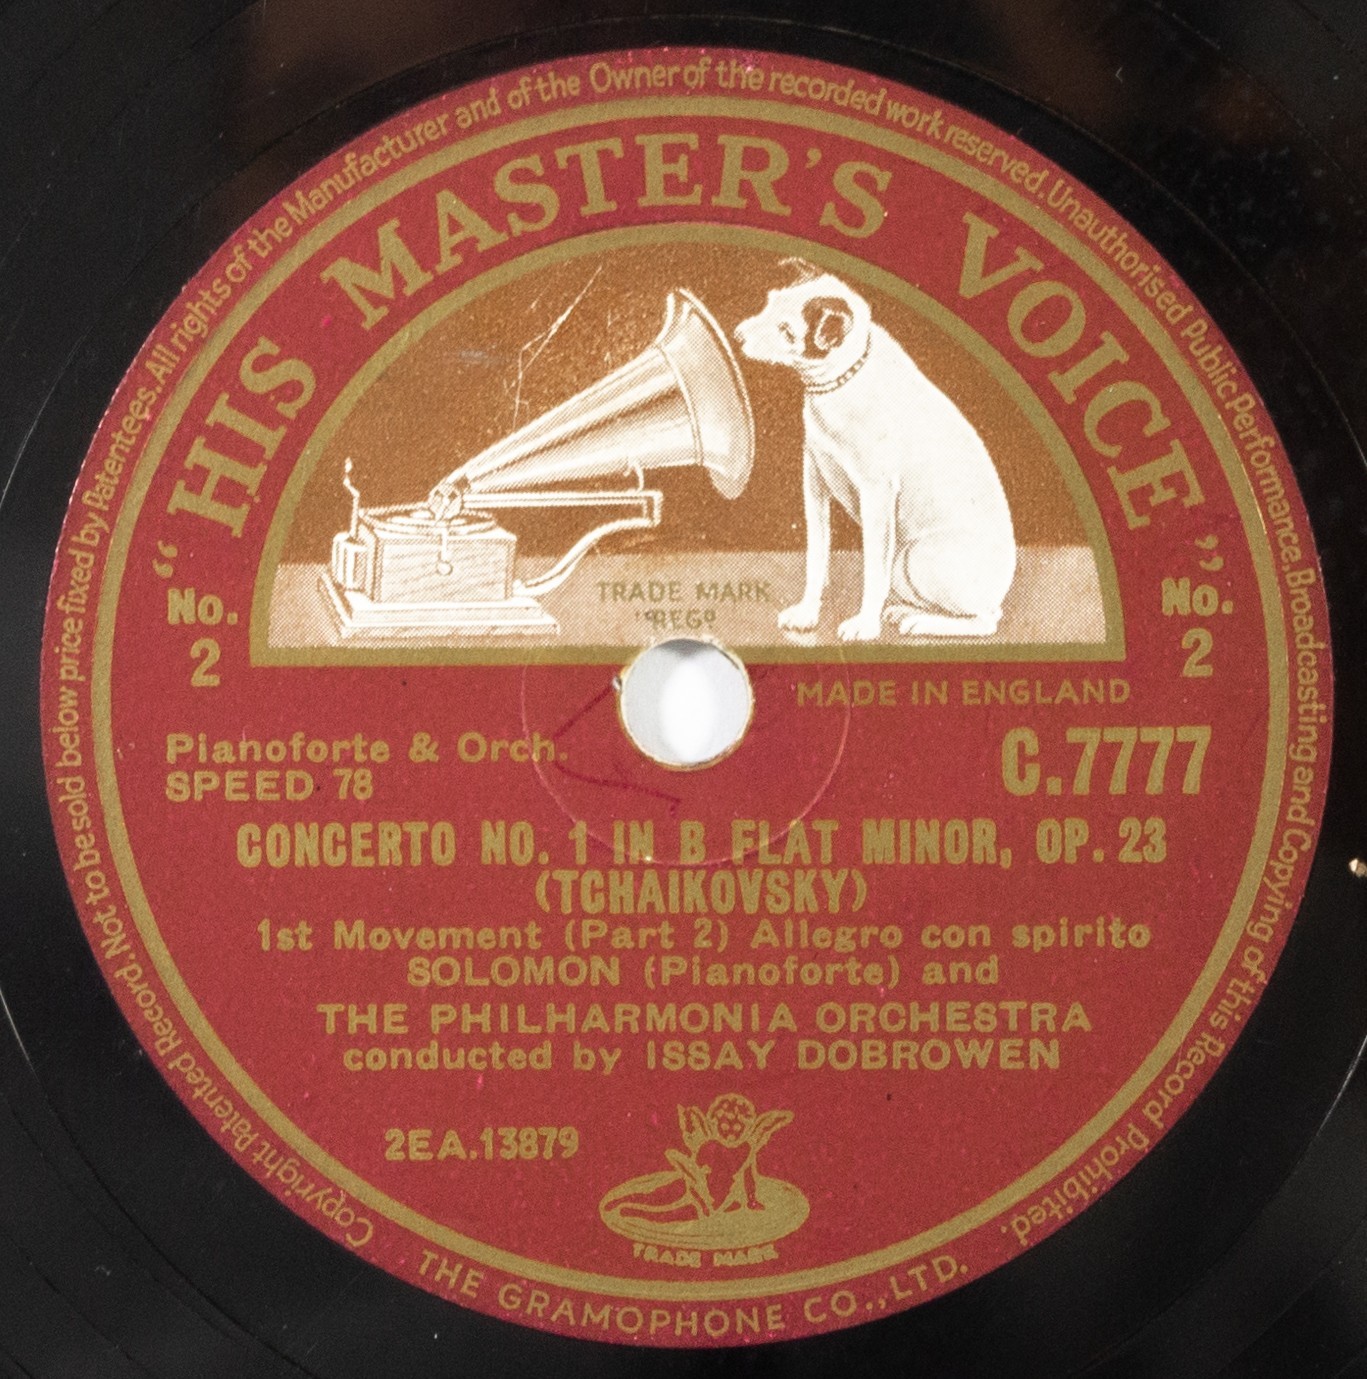 Copyright Patented Record. Not to be sold below price fixed by Patentees. All rights of the Manufacturer and of the Owner of the recorded work reserved. Unauthorised Public Performance, Broadcasting and Copying of this Record Prohibited.
“HIS MASTER'S VOICE”
TRADE MARK
"REGD
No. 2
No. 2
MADE IN ENGLAND
Pianoforte & Orch.
SPEED 78
C.7777
CONCERTO NO. 1 IN B FLAT MINOR, OP. 23
(TCHAIKOVSKY)
1st Movement (Part 2) Allegro con spirito
SOLOMON (Pianoforte) and
THE PHILHARMONIA ORCHESTRA
conducted by ISSAY DOBROWEN
2EA.13879
TRADE MARK
THE GRAMOPHONE CO., LTD.